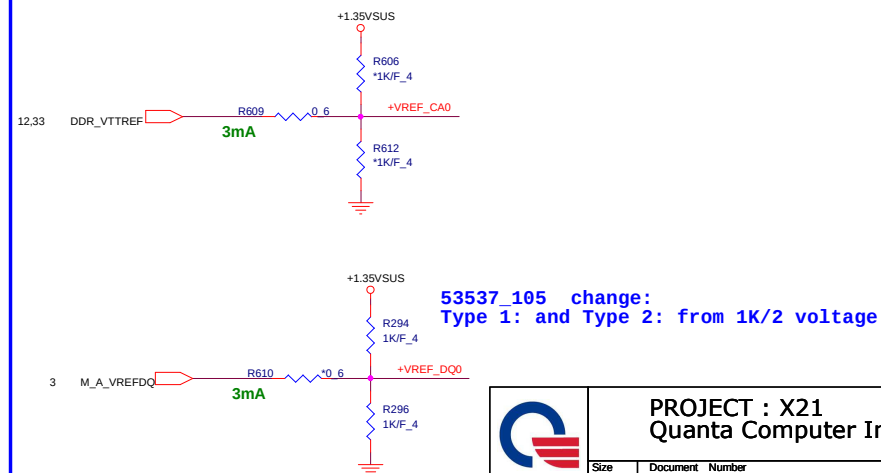 +1.35VSUS
R606
*1K/F_4
12,33 DDR_VTTREF R609 0_6 +VREF_CA0
3mA
R612
*1K/F_4
+1.35VSUS
53537_105 change:
Type 1: and Type 2: from 1K/2 voltage
R294
1K/F_4
3 M_A_VREFDQ R610 *0_6 +VREF_DQ0
3mA
R296
1K/F_4
PROJECT : X21
Quanta Computer In
Size Document Number